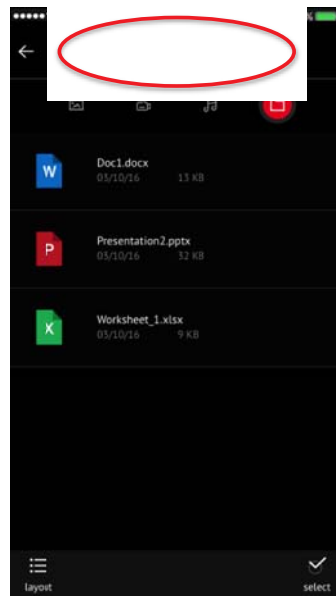 Doc1.docx
03/10/16 13 KB
Presentation2.pptx
03/10/16 32 KB
Worksheet_1.xlsx
03/10/16 9 KB
layout
select